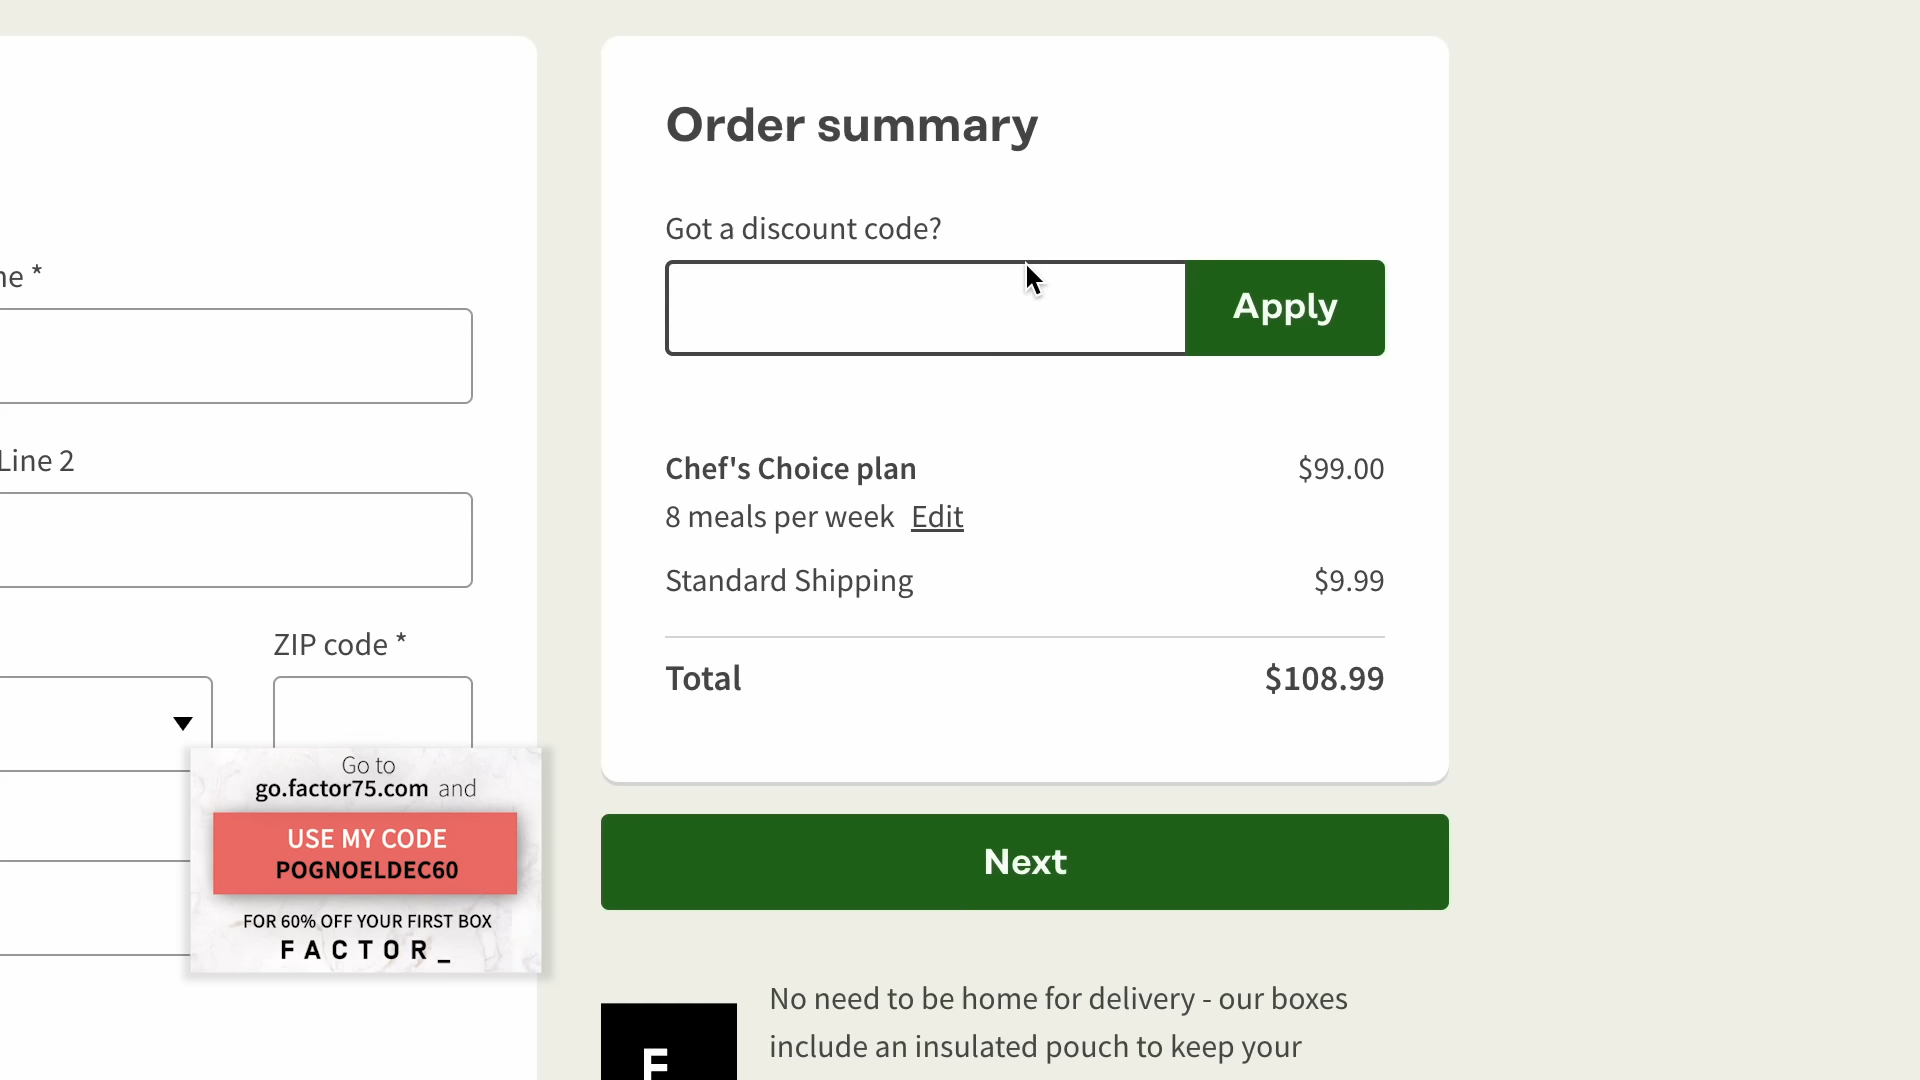 ne *
Line 2
ZIP code *
Go to
go.factor75.com and
USE MY CODE
POGNOELDEC60
FOR 60% OFF YOUR FIRST BOX
FACTOR_
Order summary
Got a discount code?
Apply
Chef's Choice plan $99.00
8 meals per week Edit
Standard Shipping $9.99
Total $108.99
Next
F
No need to be home for delivery - our boxes
include an insulated pouch to keep your